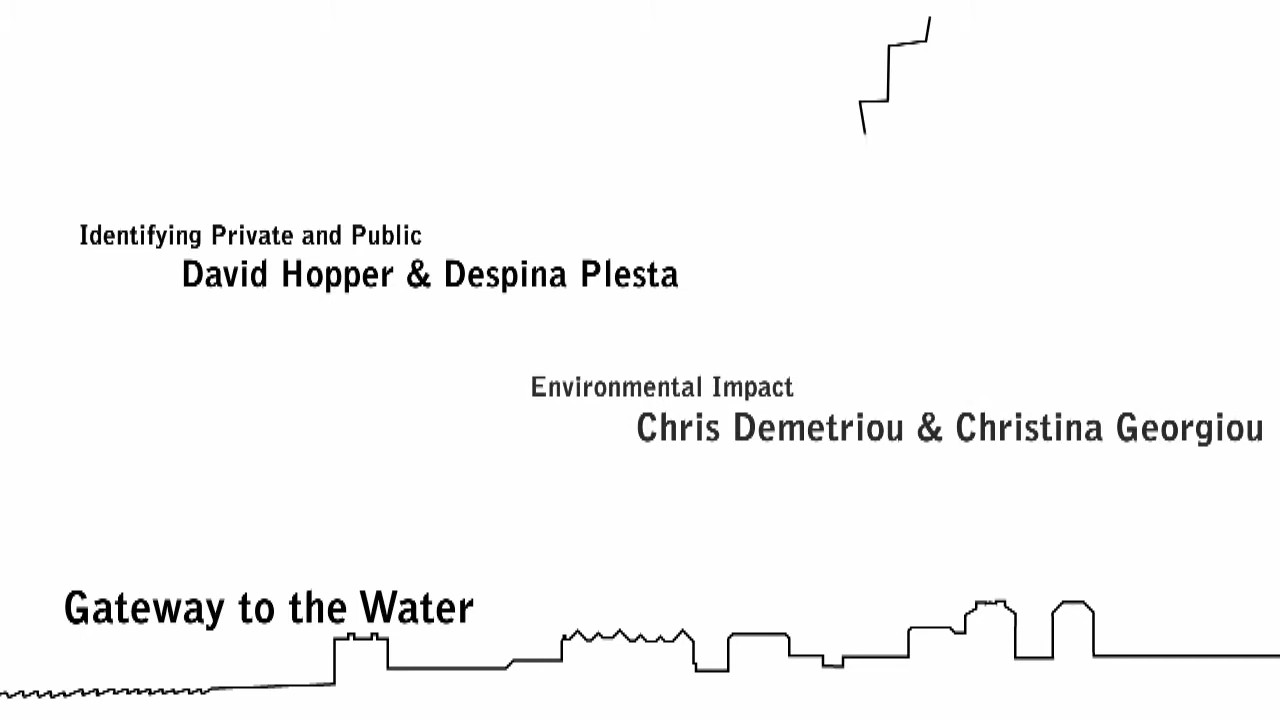 Identifying Private and Public
David Hopper & Despina Plesta
Environmental Impact
Chris Demetriou & Christina Georgiou
Gateway to the Water